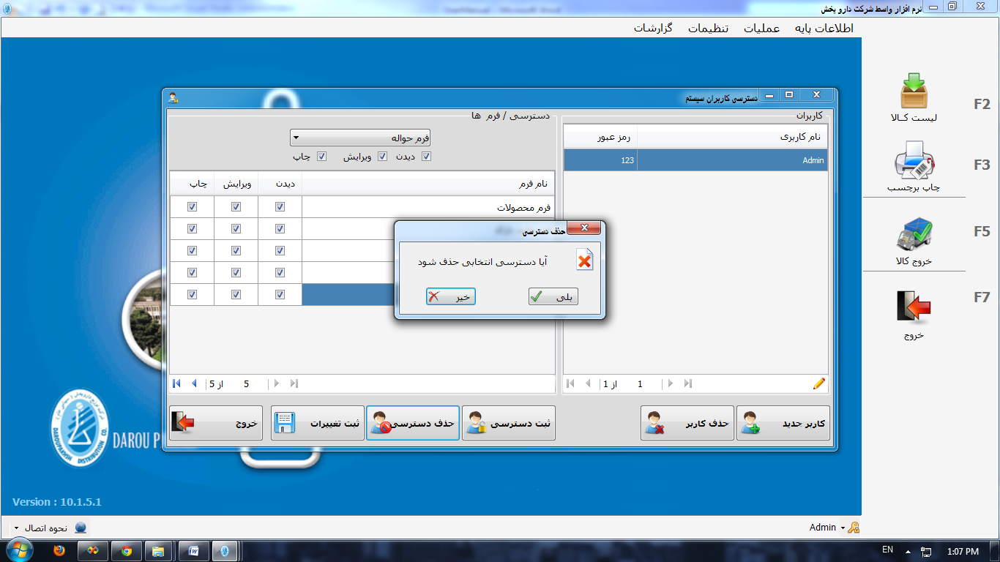 نرم افزار واسط شرکت دارو پخش
اطلاعات پایه عملیات تنظیمات گزارشات
F2
لیست کـالا
F3
چاپ برچسب
F5
خروج کالا
F7
خروج
دسترسی کاربران سیستم
کاربران
نام کاربری رمز عبور
Admin 123
1 از 1
دسترسی / فرم ها
فرم حواله
دیدن ویرایش چاپ
نام فرم دیدن ویرایش چاپ
فرم محصولات
5 از 5
حذف دسترسی
آیا دسترسی انتخابی حذف شود
بلی خیر
کاربر جدید حذف کاربر ثبت دسترسی حذف دسترسی ثبت تغییرات خروج
DAROUPAKHSH DISTRIBUTION CO.
DAROU P
Version : 10.1.5.1
Admin
نحوه اتصال
EN
1:07 PM